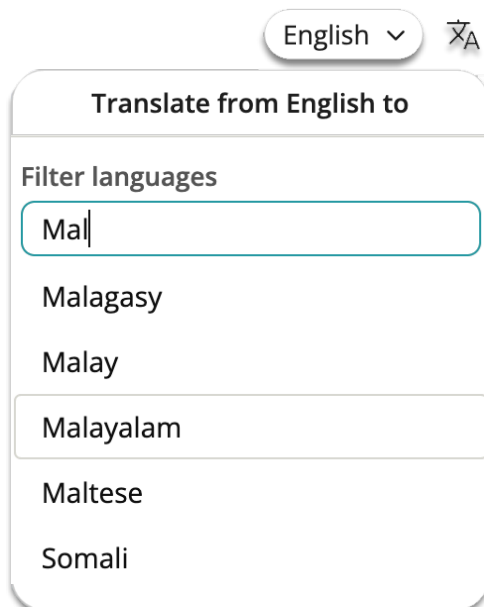 English
Translate from English to
Filter languages
Mal
Malagasy
Malay
Malayalam
Maltese
Somali